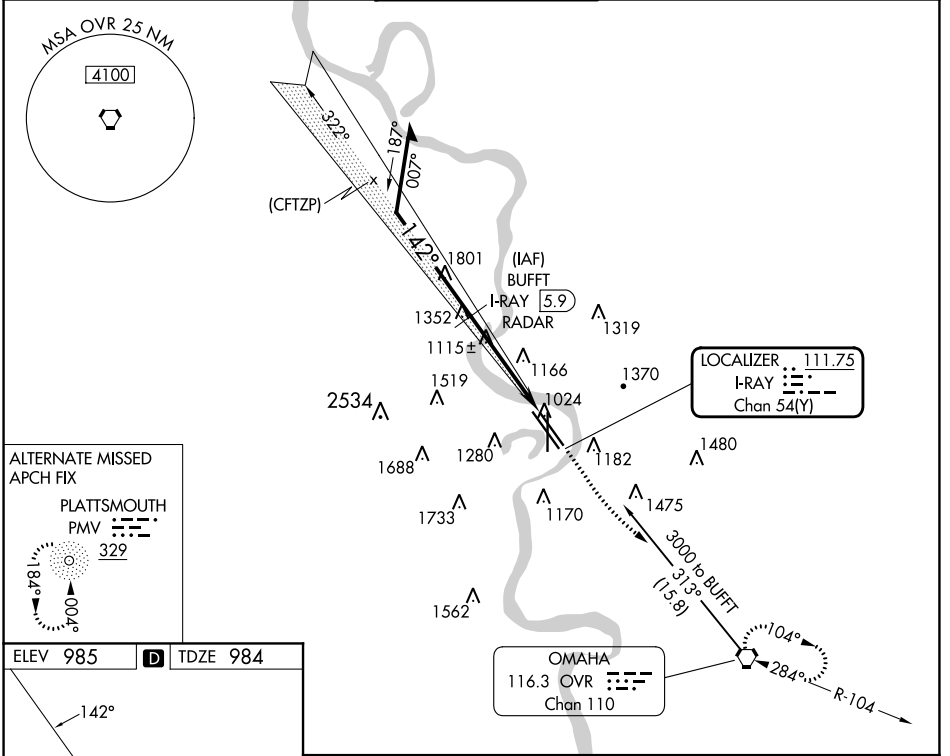 MSA OVR 25 NM
4100
322°
187°
007°
(CFTZP)
142°
1801
(IAF)
BUFFT
I-RAY 5.9
RADAR
1352
1319
1115±
1166
1519
1370
2534
1024
LOCALIZER 111.75
I-RAY
Chan 54(Y)
1280
1182
1480
1688
1475
1733
1170
ALTERNATE MISSED
APCH FIX
PLATTSMOUTH
PMV
329
184°
004°
3000 to BUFFT
313°
(15.8)
1562
104°
284°
R-104
OMAHA
116.3 OVR
Chan 110
ELEV 985 D TDZE 984
142°